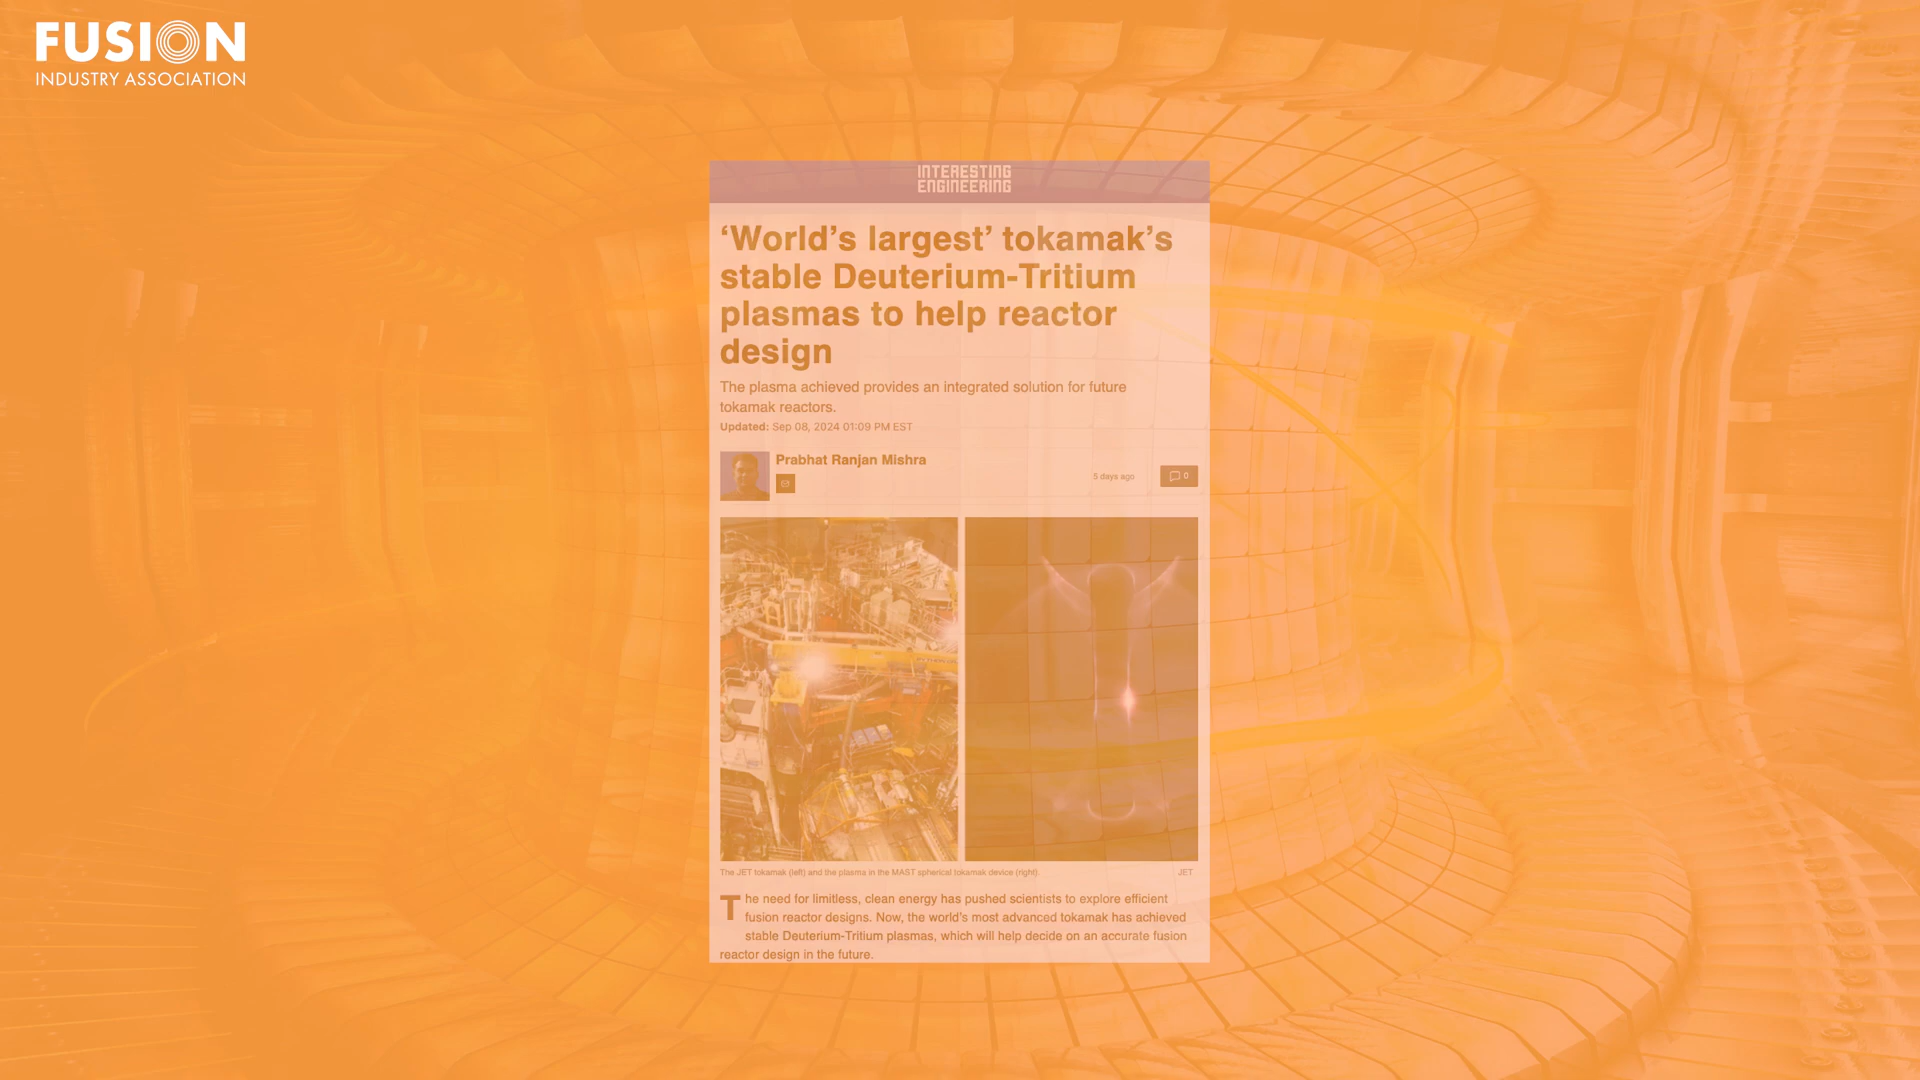 FUSION
INDUSTRY ASSOCIATION
INTERESTING
ENGINEERING
‘World’s largest’ tokamak’s
stable Deuterium-Tritium
plasmas to help reactor
design
The plasma achieved provides an integrated solution for future
tokamak reactors.
Updated: Sep 08, 2024 01:09 PM EST
Prabhat Ranjan Mishra
5 days ago
0
The JET tokamak (left) and the plasma in the MAST spherical tokamak device (right).
JET
The need for limitless, clean energy has pushed scientists to explore efficient
fusion reactor designs. Now, the world’s most advanced tokamak has achieved
stable Deuterium-Tritium plasmas, which will help decide on an accurate fusion
reactor design in the future.